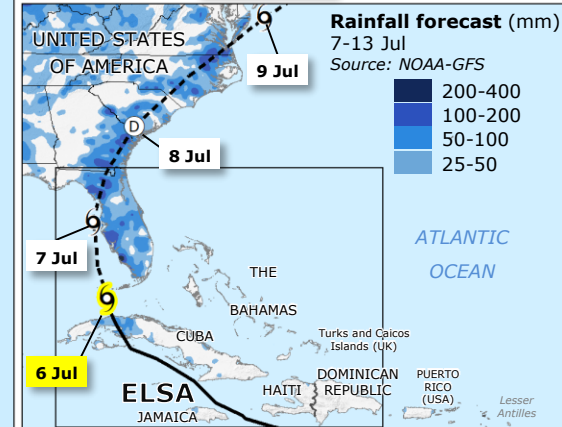 UNITED STATES
OF AMERICA
Rainfall forecast (mm)
7-13 Jul
Source: NOAA-GFS
200-400
100-200
50-100
25-50
9 Jul
D
8 Jul
7 Jul
6 Jul
ATLANTIC
OCEAN
THE
BAHAMAS
CUBA
Turks and Caicos
Islands (UK)
ELSA
JAMAICA
HAITI
DOMINICAN
REPUBLIC
PUERTO
RICO
(USA)
Lesser
Antilles